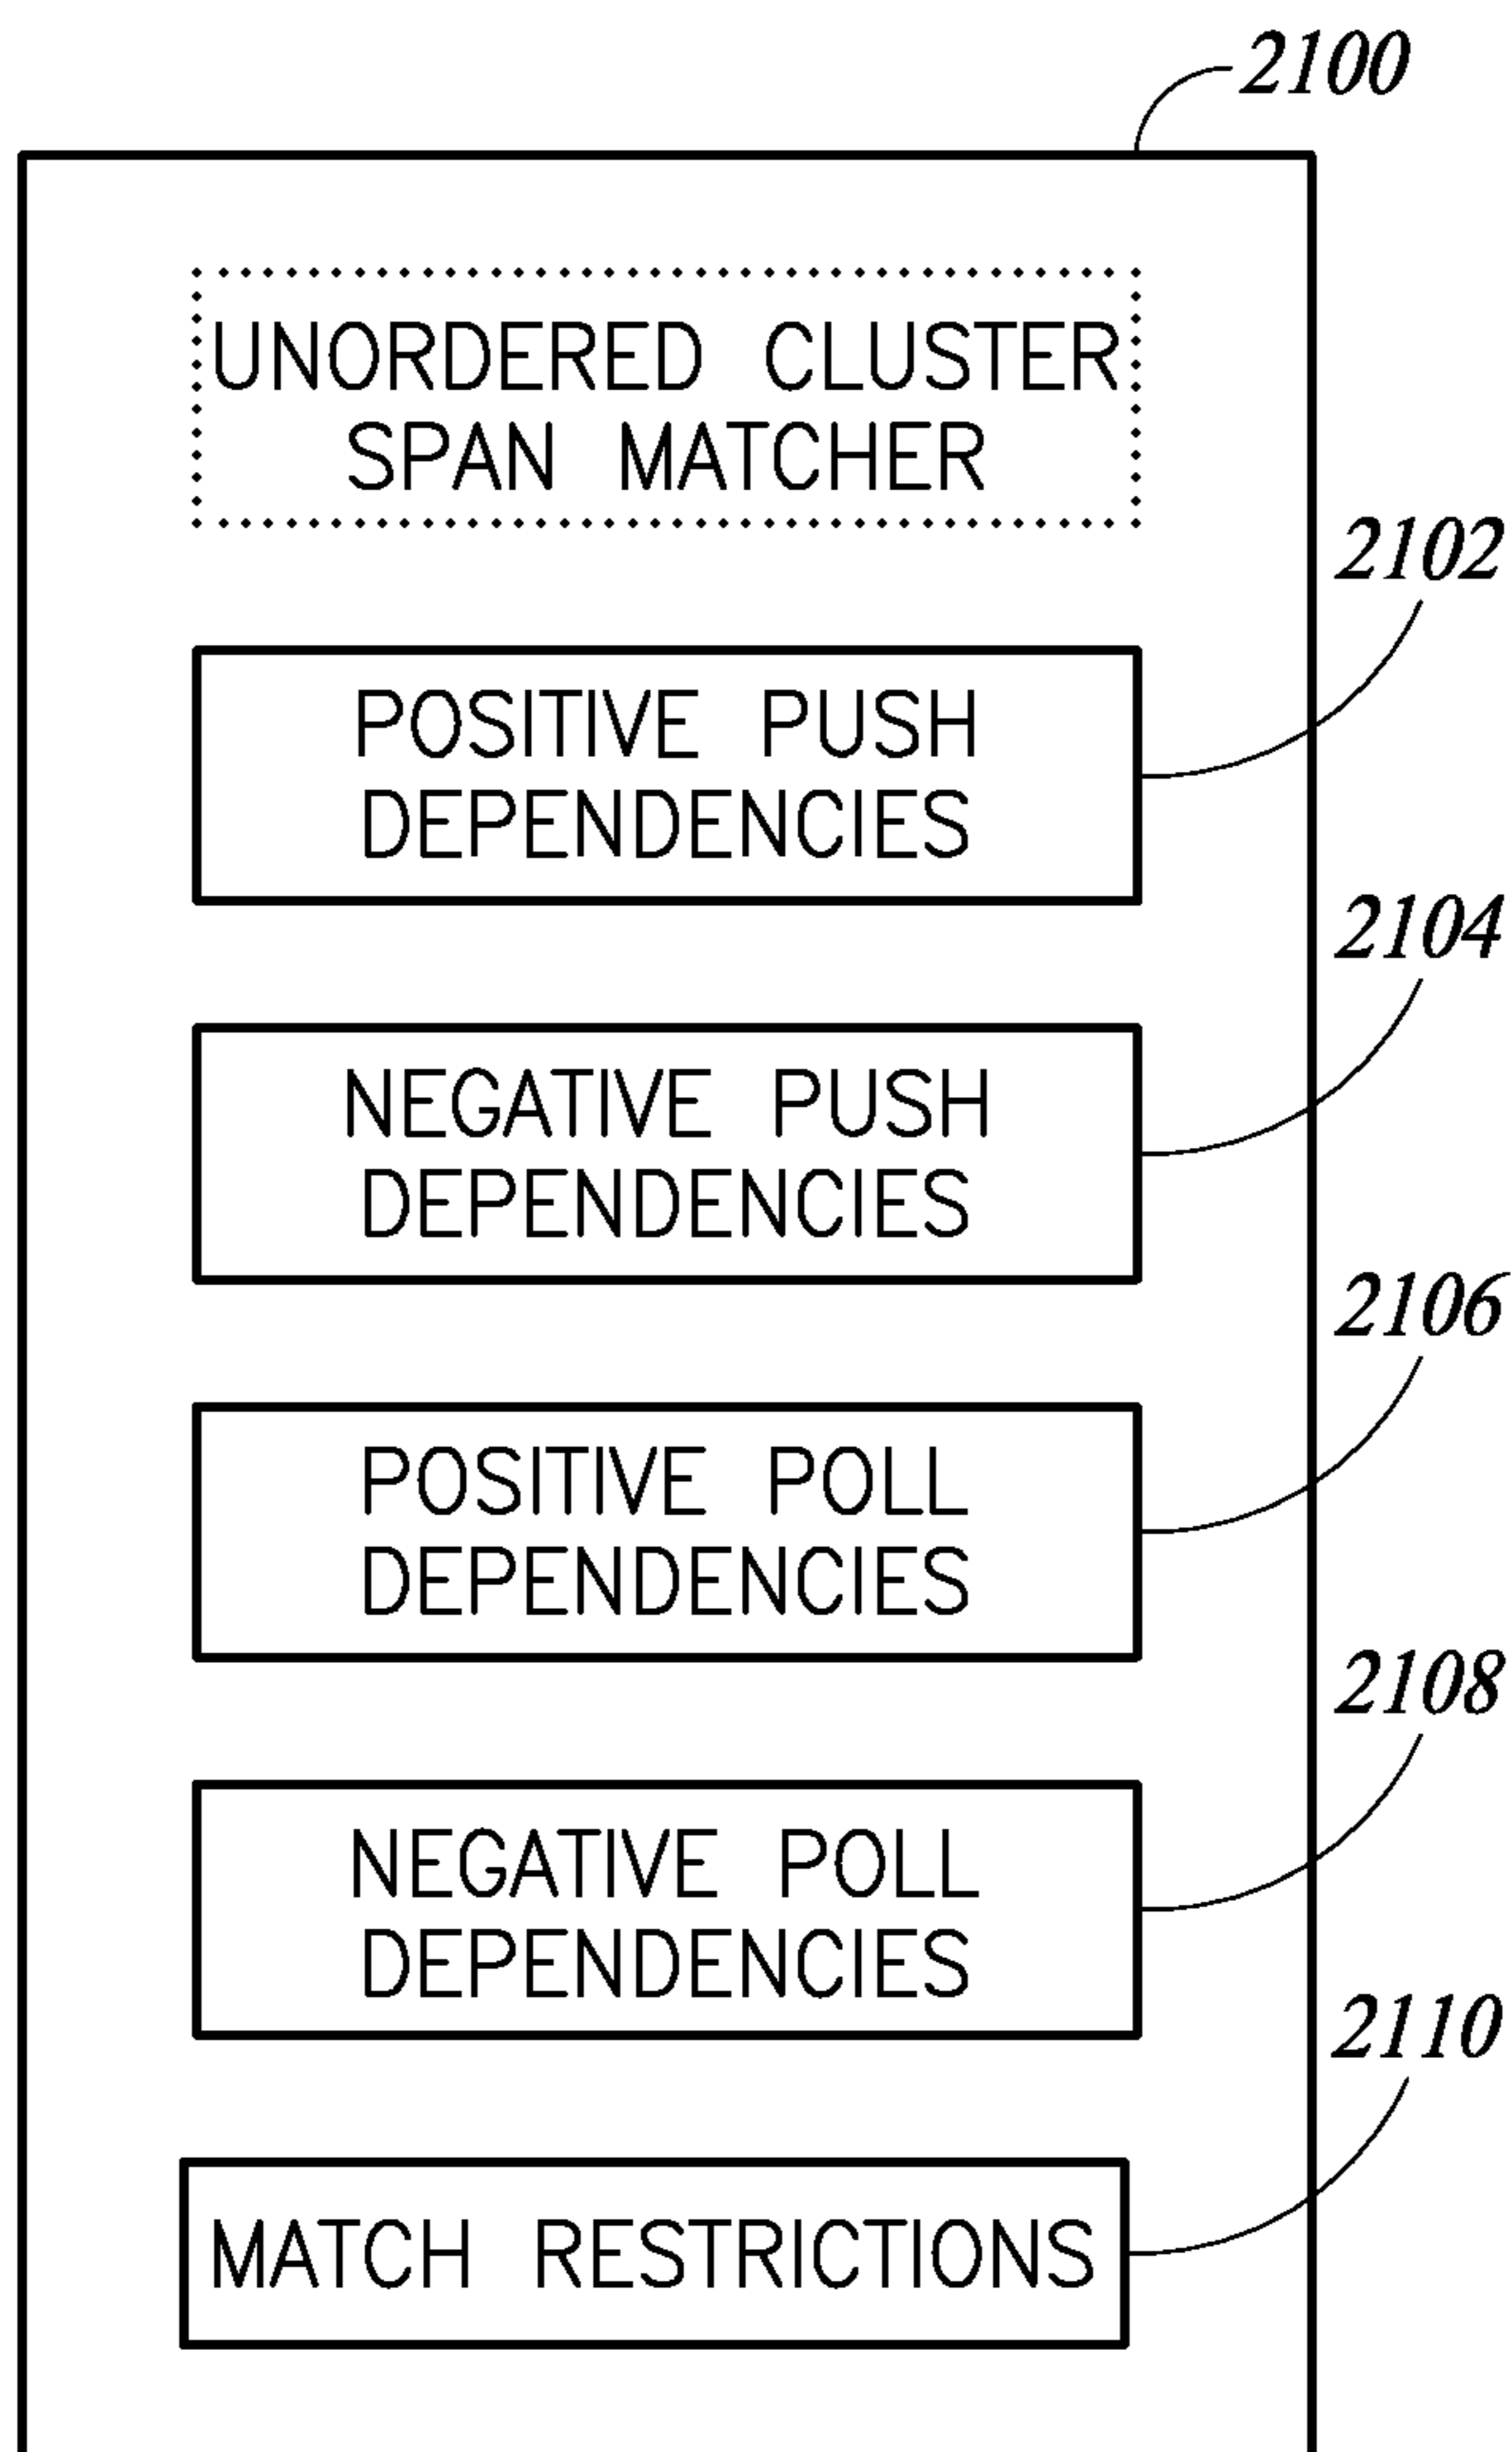 2100
UNORDERED CLUSTER
SPAN MATCHER
2102
POSITIVE PUSH
DEPENDENCIES
2104
NEGATIVE PUSH
DEPENDENCIES
2106
POSITIVE POLL
DEPENDENCIES
2108
NEGATIVE POLL
DEPENDENCIES
2110
MATCH RESTRICTIONS